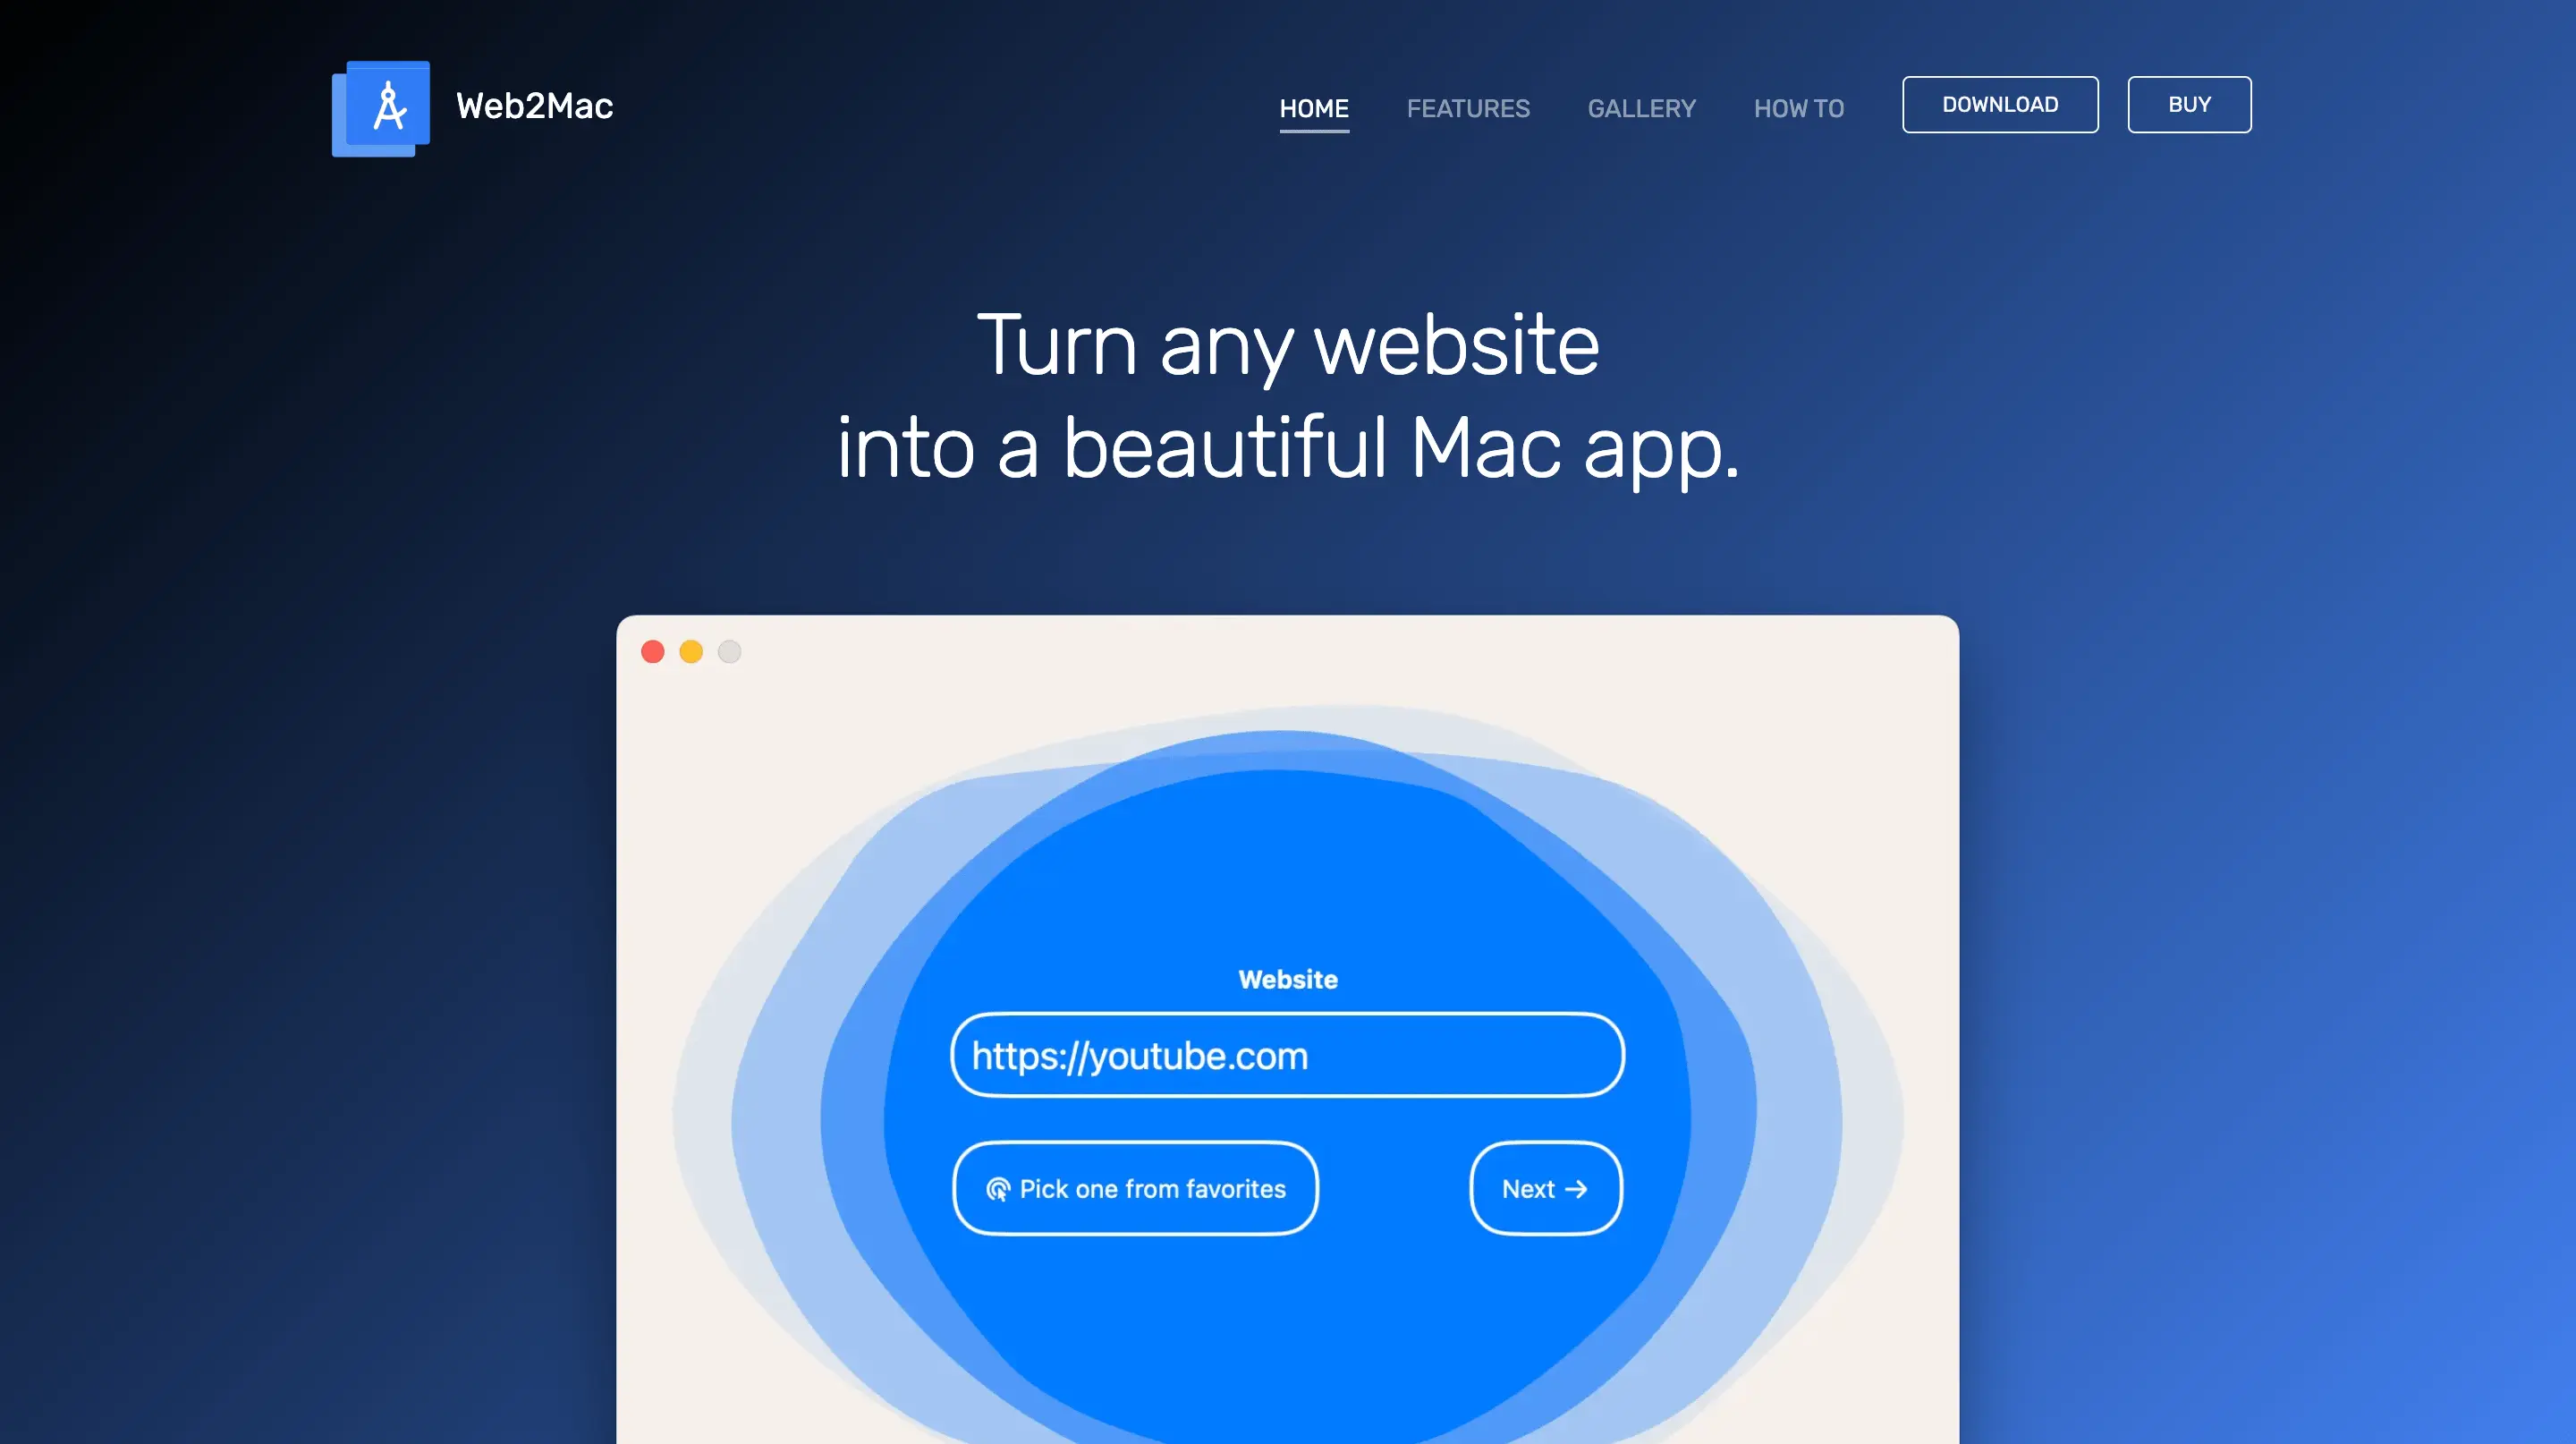 Web2Mac
HOME FEATURES GALLERY HOW TO DOWNLOAD BUY
Turn any website
into a beautiful Mac app.
Website
https://youtube.com
Pick one from favorites
Next →